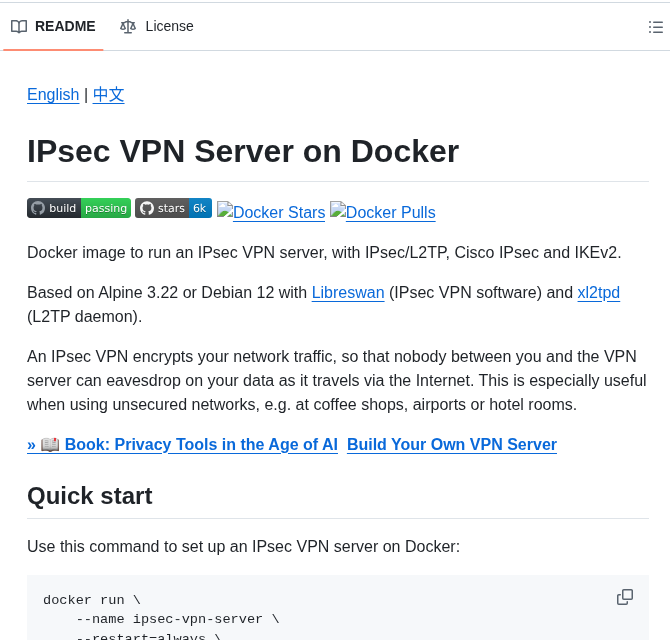 README License
English | 中文
IPsec VPN Server on Docker
build passing stars 6k Docker Stars Docker Pulls
Docker image to run an IPsec VPN server, with IPsec/L2TP, Cisco IPsec and IKEv2.
Based on Alpine 3.22 or Debian 12 with Libreswan (IPsec VPN software) and xl2tpd
(L2TP daemon).
An IPsec VPN encrypts your network traffic, so that nobody between you and the VPN
server can eavesdrop on your data as it travels via the Internet. This is especially useful
when using unsecured networks, e.g. at coffee shops, airports or hotel rooms.
» 📖 Book: Privacy Tools in the Age of AI Build Your Own VPN Server
Quick start
Use this command to set up an IPsec VPN server on Docker:
docker run \
    --name ipsec-vpn-server \
    --restart=always \